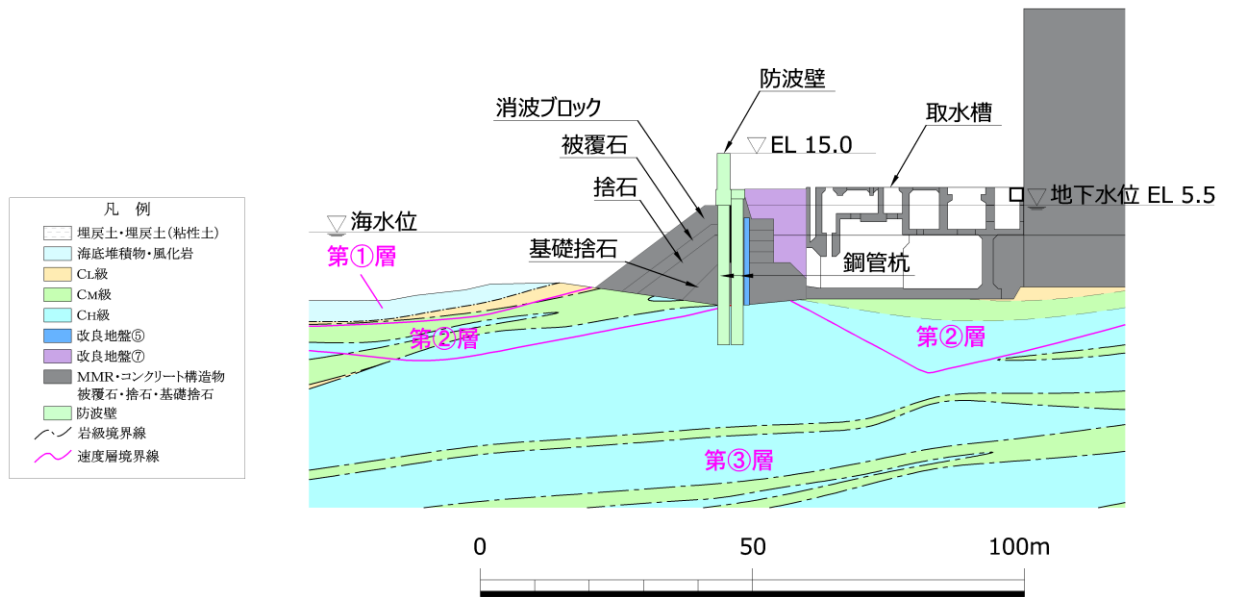 防波壁
消波ブロック
取水槽
被覆石
EL 15.0
捨石
地下水位 EL 5.5
海水位
基礎捨石
鋼管杭
第①層
第②層
第②層
第③層
凡 例
埋戻土・埋戻土(粘性土)
海底堆積物・風化岩
CL級
CM級
CH級
改良地盤⑤
改良地盤⑦
MMR・コンクリート構造物
被覆石・捨石・基礎捨石
防波壁
岩級境界線
速度層境界線
0 50 100m